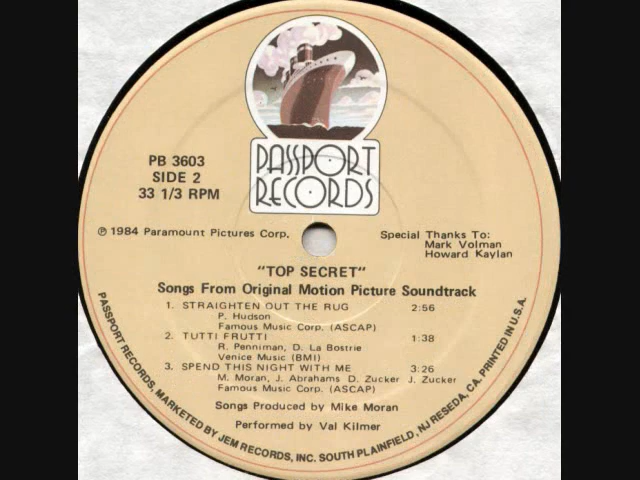 PASSPORT
RECORDS
PB 3603
SIDE 2
33 1/3 RPM
℗ 1984 Paramount Pictures Corp.
Special Thanks To:
Mark Volman
Howard Kaylan
"TOP SECRET"
Songs From Original Motion Picture Soundtrack
1. STRAIGHTEN OUT THE RUG 2:56
P. Hudson
Famous Music Corp. (ASCAP)
2. TUTTI FRUTTI 1:38
R. Penniman, D. La Bostrie
Venice Music (BMI)
3. SPEND THIS NIGHT WITH ME 3:26
M. Moran, J. Abrahams D. Zucker J. Zucker
Famous Music Corp. (ASCAP)
Songs Produced by Mike Moran
Performed by Val Kilmer
PASSPORT RECORDS, MARKETED BY JEM RECORDS, INC. SOUTH PLAINFIELD, NJ RESEDA, CA. PRINTED IN U.S.A.